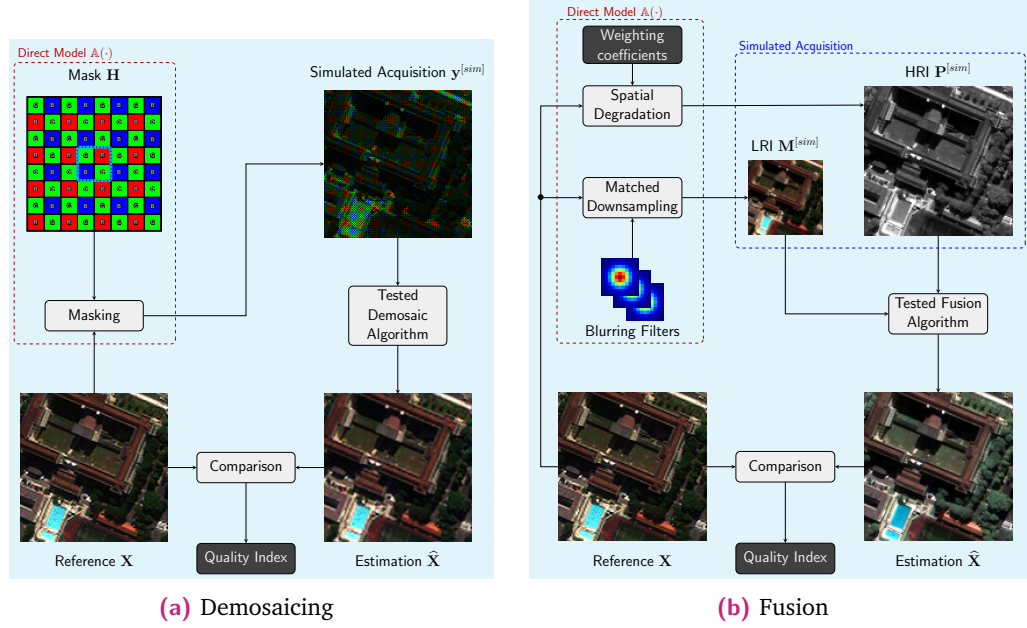 Direct Model 𝔸(·)
Mask H
G B G B G B G B
R G R G R G R G
G B G B G B G B
R G R G R G R G
G B G B G B G B
R G R G R G R G
G B G B G B G B
R G R G R G R G
Masking
Simulated Acquisition y^[sim]
Tested
Demosaic
Algorithm
Comparison
Reference X
Quality Index
Estimation X̂
(a) Demosaicing
Direct Model 𝔸(·)
Weighting
coefficients
Spatial
Degradation
Matched
Downsampling
Blurring Filters
Simulated Acquisition
HRI P^[sim]
LRI M^[sim]
Tested Fusion
Algorithm
Comparison
Reference X
Quality Index
Estimation X̂
(b) Fusion